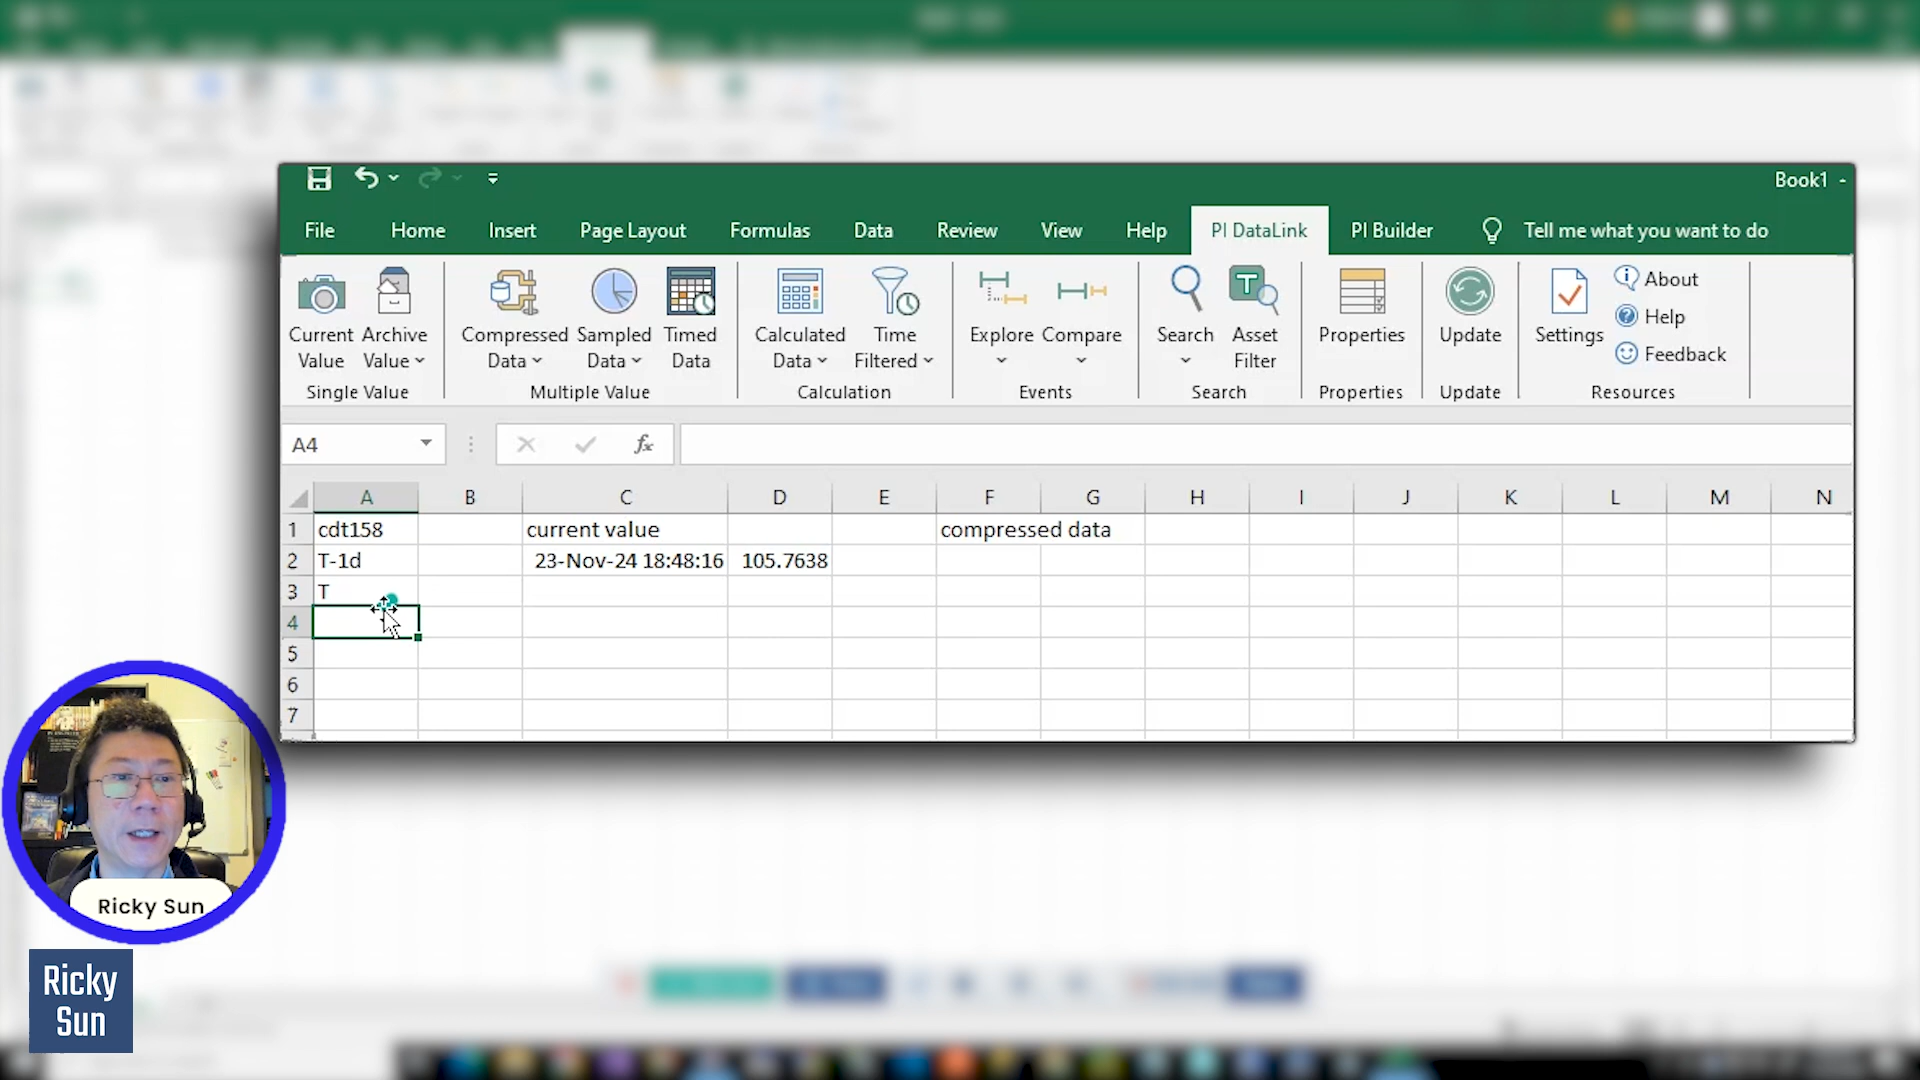 Book1 -
File Home Insert Page Layout Formulas Data Review View Help PI DataLink PI Builder Tell me what you want to do
Current Value
Archive Value
Single Value
Compressed Data
Sampled Data
Timed Data
Multiple Value
Calculated Data
Time Filtered
Calculation
Explore
Compare
Events
Search
Asset Filter
Search
Properties
Properties
Update
Update
Settings
About
Help
Feedback
Resources
A4
fx
A B C D E F G H I J K L M N
1 cdt158 current value compressed data
2 T-1d 23-Nov-24 18:48:16 105.7638
3 T
4
5
6
7
Ricky Sun
Ricky
Sun